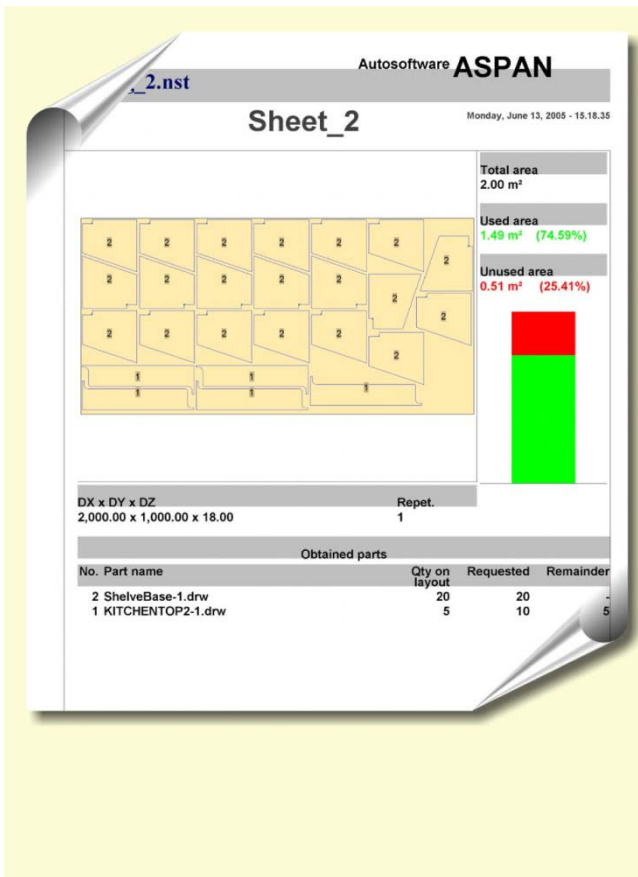 Autosoftware ASPAN
_2.nst
Sheet_2
Monday, June 13, 2005 - 15.18.35
Total area
2.00 m²
Used area
1.49 m² (74.59%)
Unused area
0.51 m² (25.41%)
2 2 2 2 2 2
2
2 2 2 2 2
2
2
2 2 2 2 2
2
1 1
1 1 1
DX x DY x DZ Repet.
2,000.00 x 1,000.00 x 18.00 1
Obtained parts
No. Part name Qty on layout Requested Remainder
2 ShelveBase-1.drw 20 20 -
1 KITCHENTOP2-1.drw 5 10 5